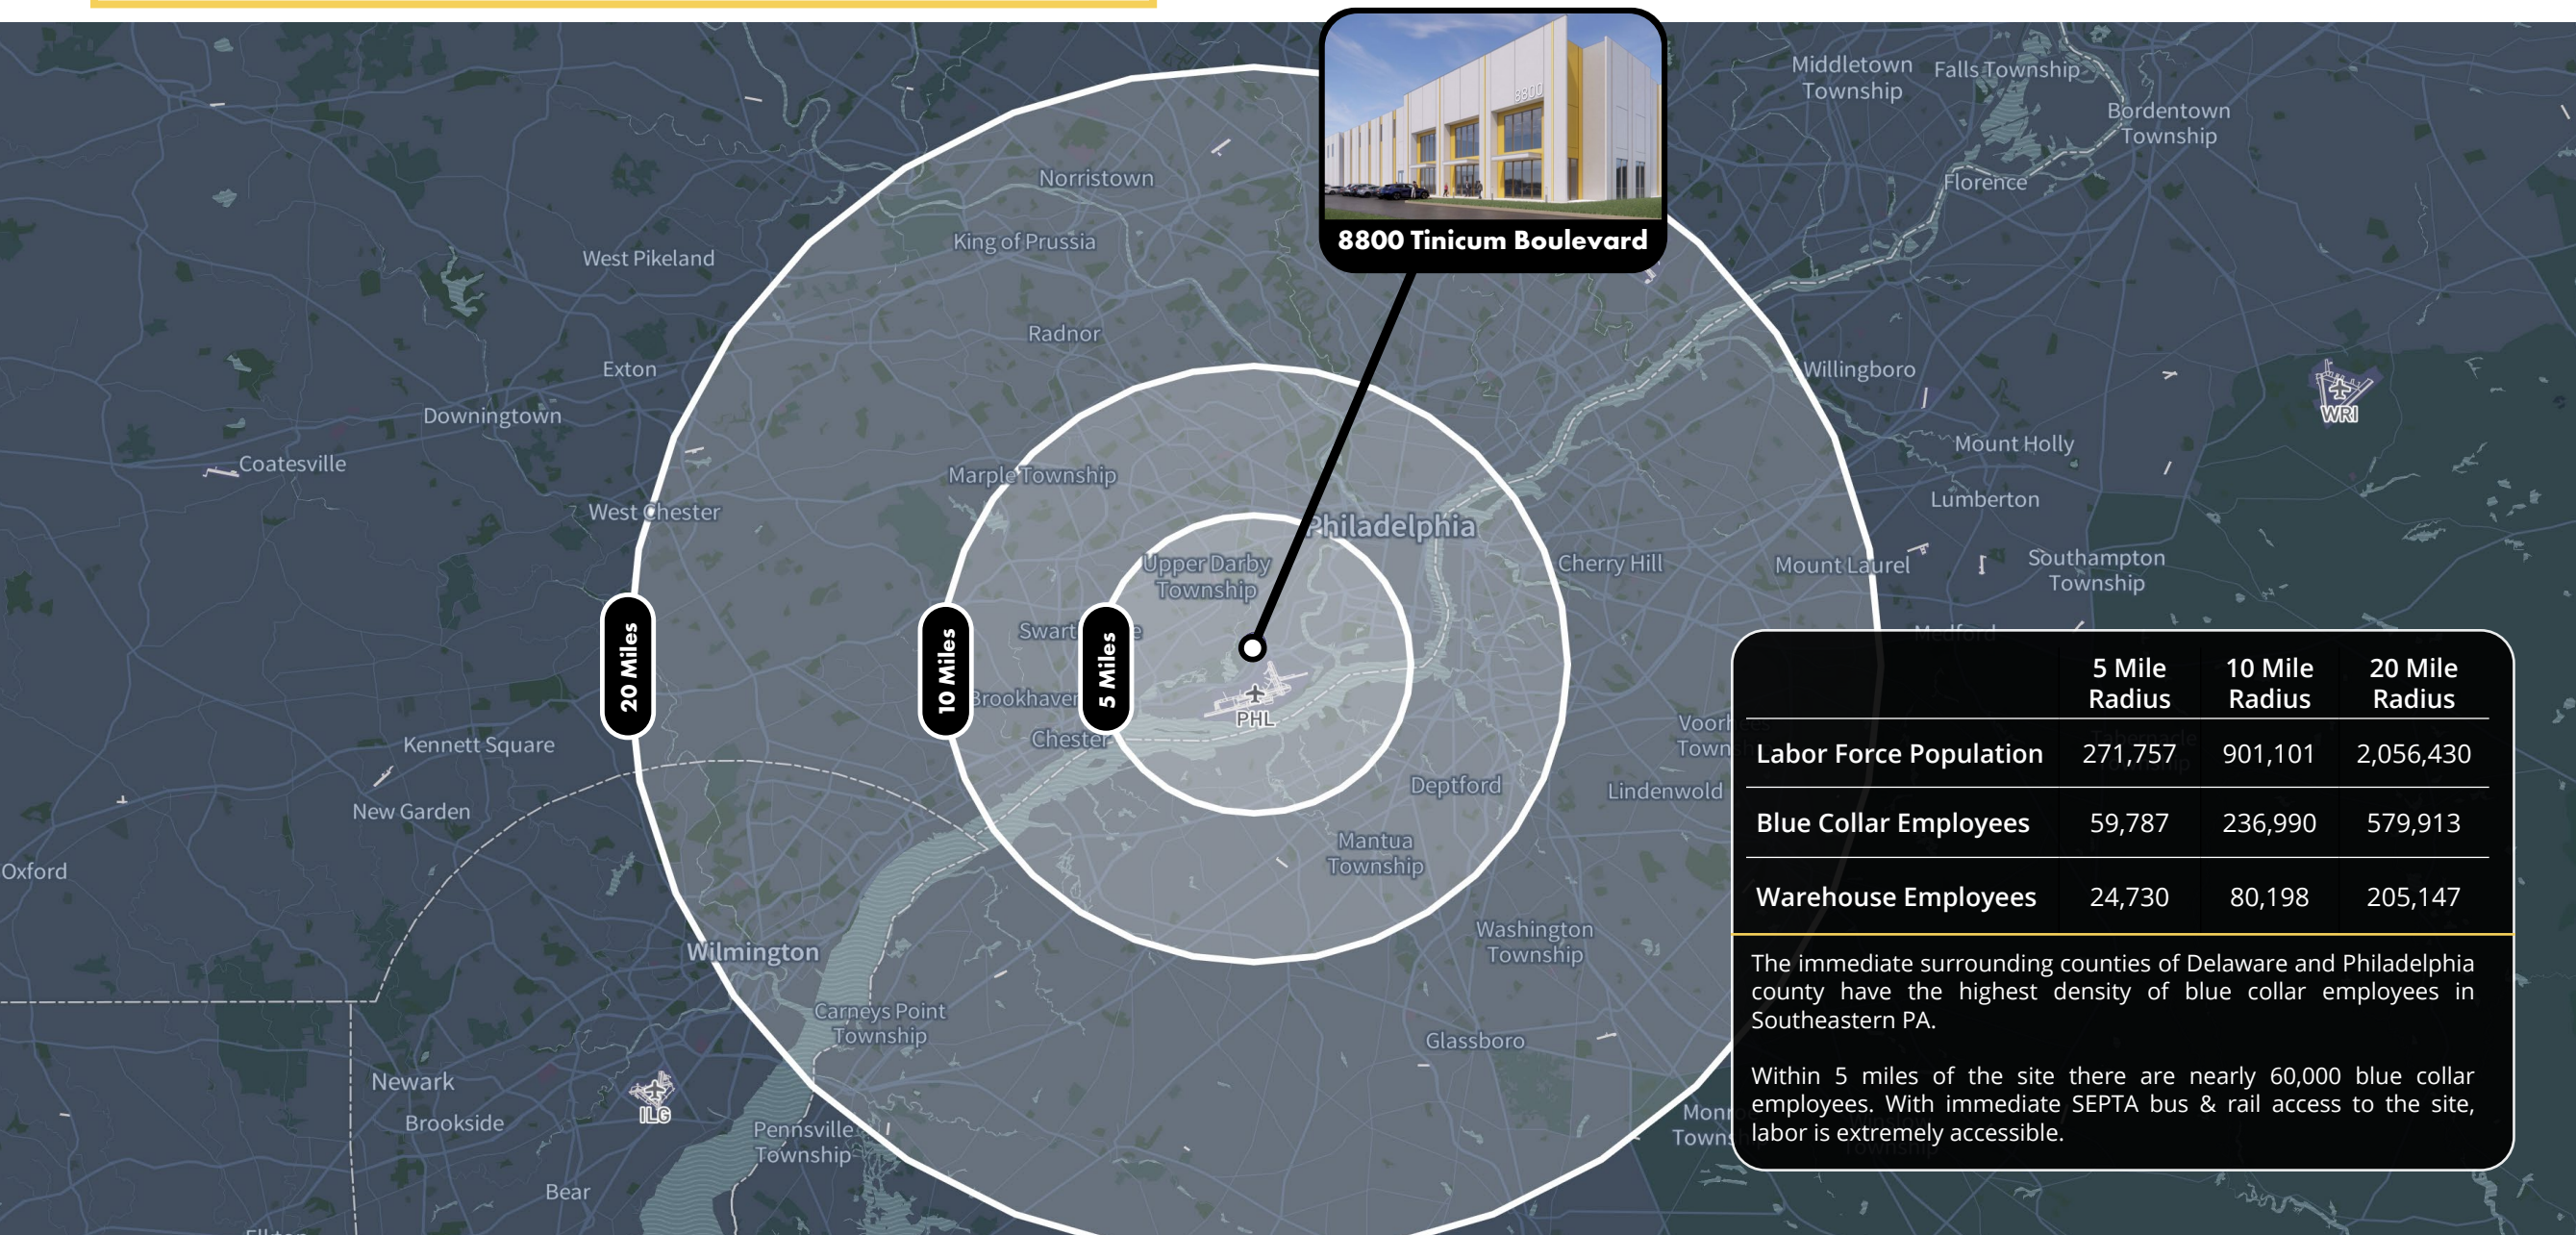 Middletown
Township
Falls Township
Bordentown
Township
Florence
8800
8800 Tinicum Boulevard
Norristown
King of Prussia
West Pikeland
Radnor
Exton
Willingboro
Downingtown
WRI
Mount Holly
Coatesville
Marple Township
Lumberton
West Chester
Philadelphia
Upper Darby
Township
Cherry Hill
Mount Laurel
Southampton
Township
Medford
20 Miles
10 Miles
5 Miles
Brookhaven
PHL
Chester
Kennett Square
New Garden
Deptford
Lindenwold
Mantua
Township
Oxford
Wilmington
Washington
Township
Carneys Point
Township
Glassboro
Newark
Brookside
ILG
Pennsville
Township
Bear
5 Mile Radius
10 Mile Radius
20 Mile Radius
Labor Force Population 271,757 901,101 2,056,430
Blue Collar Employees 59,787 236,990 579,913
Warehouse Employees 24,730 80,198 205,147
The immediate surrounding counties of Delaware and Philadelphia
county have the highest density of blue collar employees in
Southeastern PA.
Within 5 miles of the site there are nearly 60,000 blue collar
employees. With immediate SEPTA bus & rail access to the site,
labor is extremely accessible.